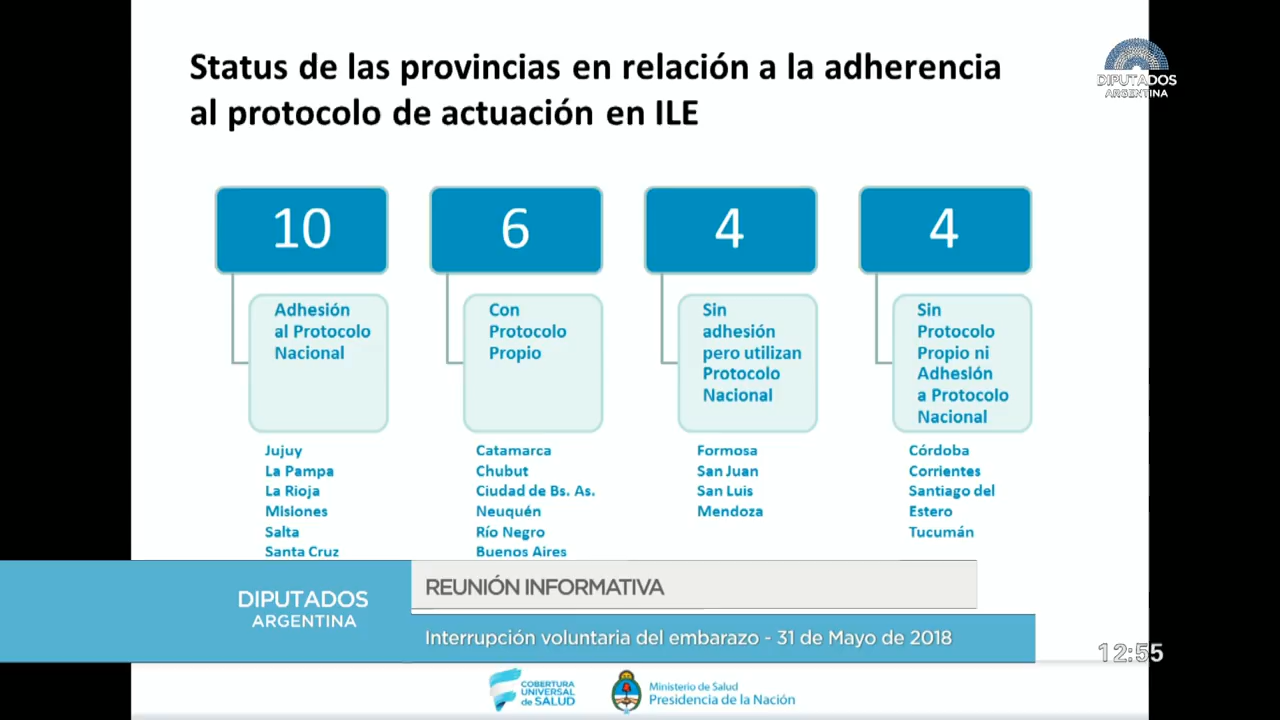 Status de las provincias en relación a la adherencia
al protocolo de actuación en ILE
DIPUTADOS
ARGENTINA
10
Adhesión
al Protocolo
Nacional
Jujuy
La Pampa
La Rioja
Misiones
Salta
Santa Cruz
6
Con
Protocolo
Propio
Catamarca
Chubut
Ciudad de Bs. As.
Neuquén
Río Negro
Buenos Aires
4
Sin
adhesión
pero utilizan
Protocolo
Nacional
Formosa
San Juan
San Luis
Mendoza
4
Sin
Protocolo
Propio ni
Adhesión
a Protocolo
Nacional
Córdoba
Corrientes
Santiago del
Estero
Tucumán
DIPUTADOS
ARGENTINA
REUNIÓN INFORMATIVA
Interrupción voluntaria del embarazo - 31 de Mayo de 2018
12:55
COBERTURA
UNIVERSAL
de SALUD
Ministerio de Salud
Presidencia de la Nación